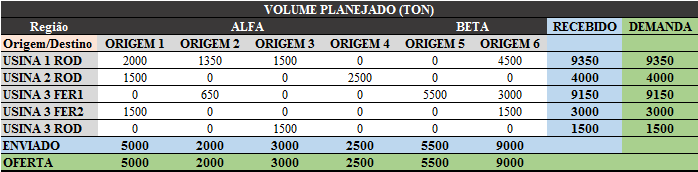 VOLUME PLANEJADO (TON)
Região ALFA BETA RECEBIDO DEMANDA
Origem/Destino ORIGEM 1 ORIGEM 2 ORIGEM 3 ORIGEM 4 ORIGEM 5 ORIGEM 6
USINA 1 ROD 2000 1350 1500 0 0 4500 9350 9350
USINA 2 ROD 1500 0 0 2500 0 0 4000 4000
USINA 3 FER1 0 650 0 0 5500 3000 9150 9150
USINA 3 FER2 1500 0 0 0 0 1500 3000 3000
USINA 3 ROD 0 0 1500 0 0 0 1500 1500
ENVIADO 5000 2000 3000 2500 5500 9000
OFERTA 5000 2000 3000 2500 5500 9000